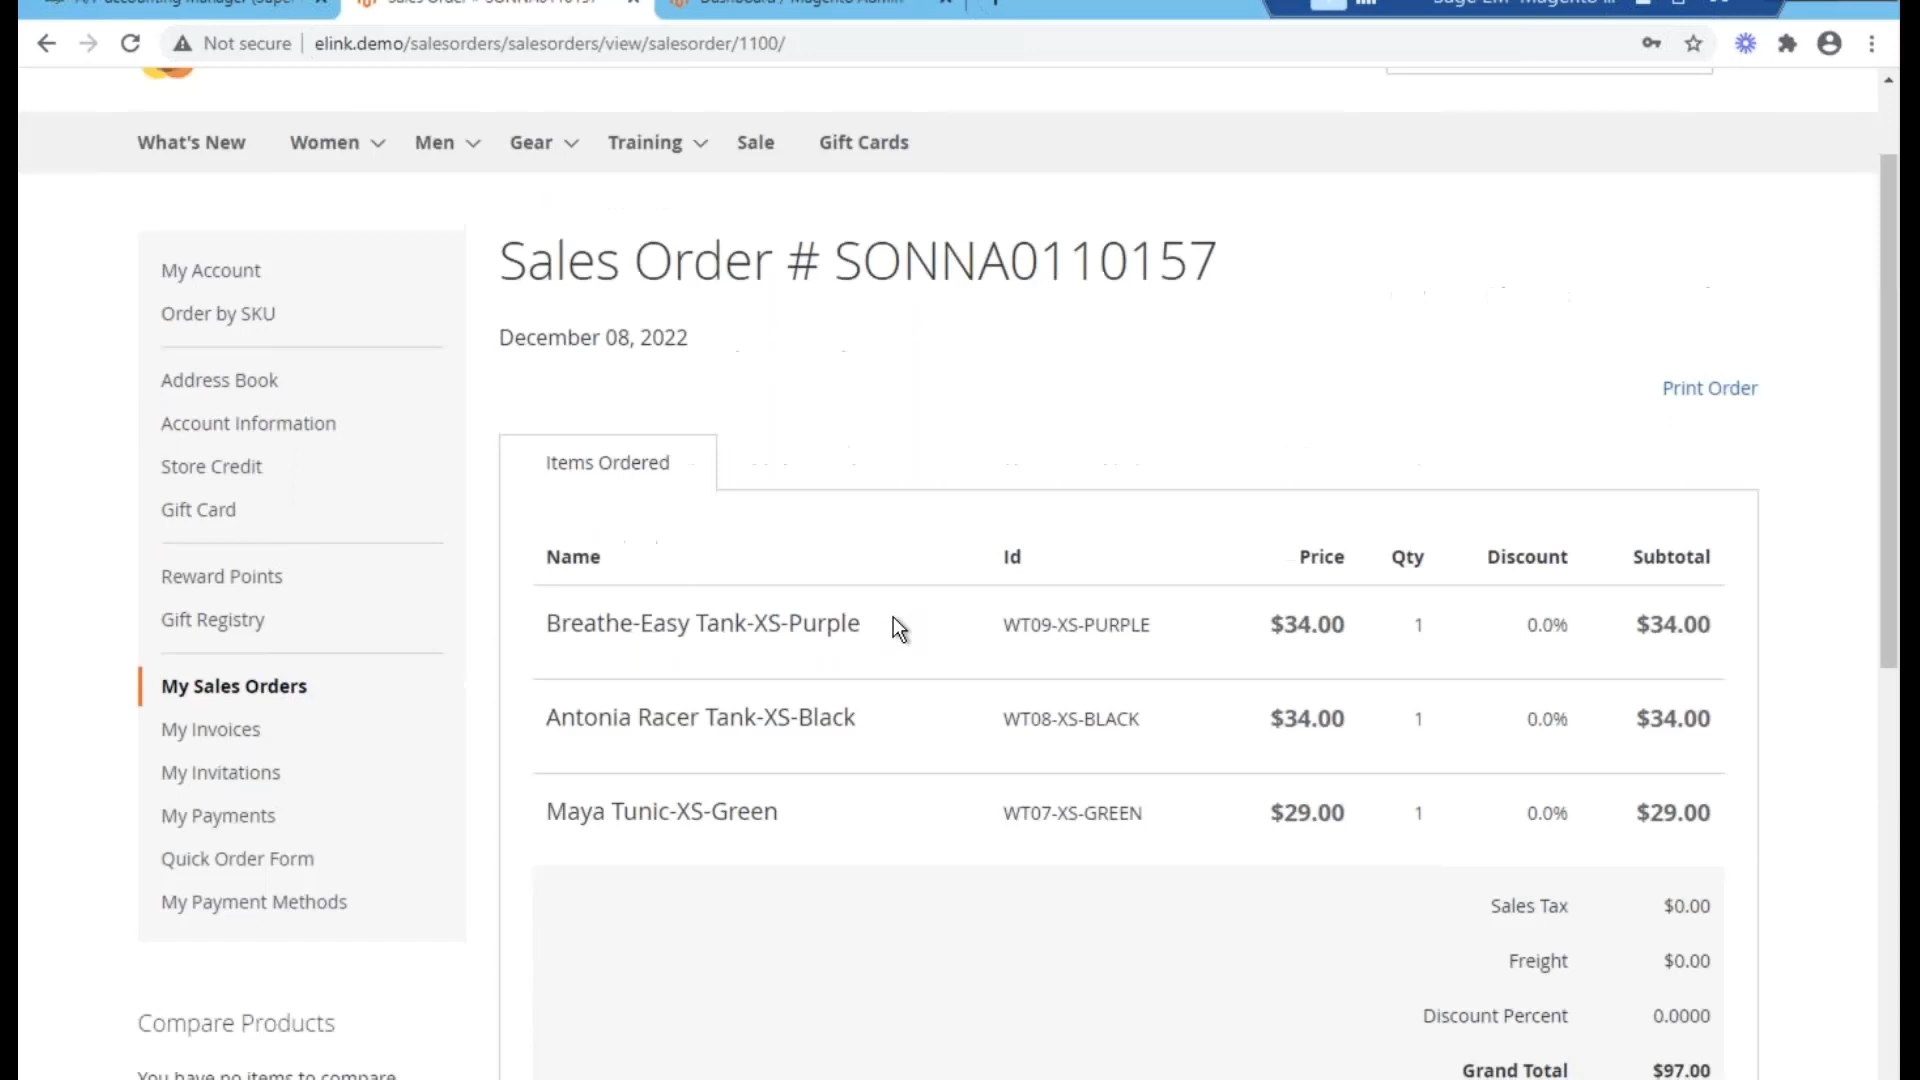 Not secure elink.demo/salesorders/salesorders/view/salesorder/1100/
What's New Women Men Gear Training Sale Gift Cards
My Account
Order by SKU
Address Book
Account Information
Store Credit
Gift Card
Reward Points
Gift Registry
My Sales Orders
My Invoices
My Invitations
My Payments
Quick Order Form
My Payment Methods
Compare Products
You have no items to compare
Sales Order # SONNA0110157
December 08, 2022
Print Order
Items Ordered
Name Id Price Qty Discount Subtotal
Breathe-Easy Tank-XS-Purple WT09-XS-PURPLE $34.00 1 0.0% $34.00
Antonia Racer Tank-XS-Black WT08-XS-BLACK $34.00 1 0.0% $34.00
Maya Tunic-XS-Green WT07-XS-GREEN $29.00 1 0.0% $29.00
Sales Tax $0.00
Freight $0.00
Discount Percent 0.0000
Grand Total $97.00